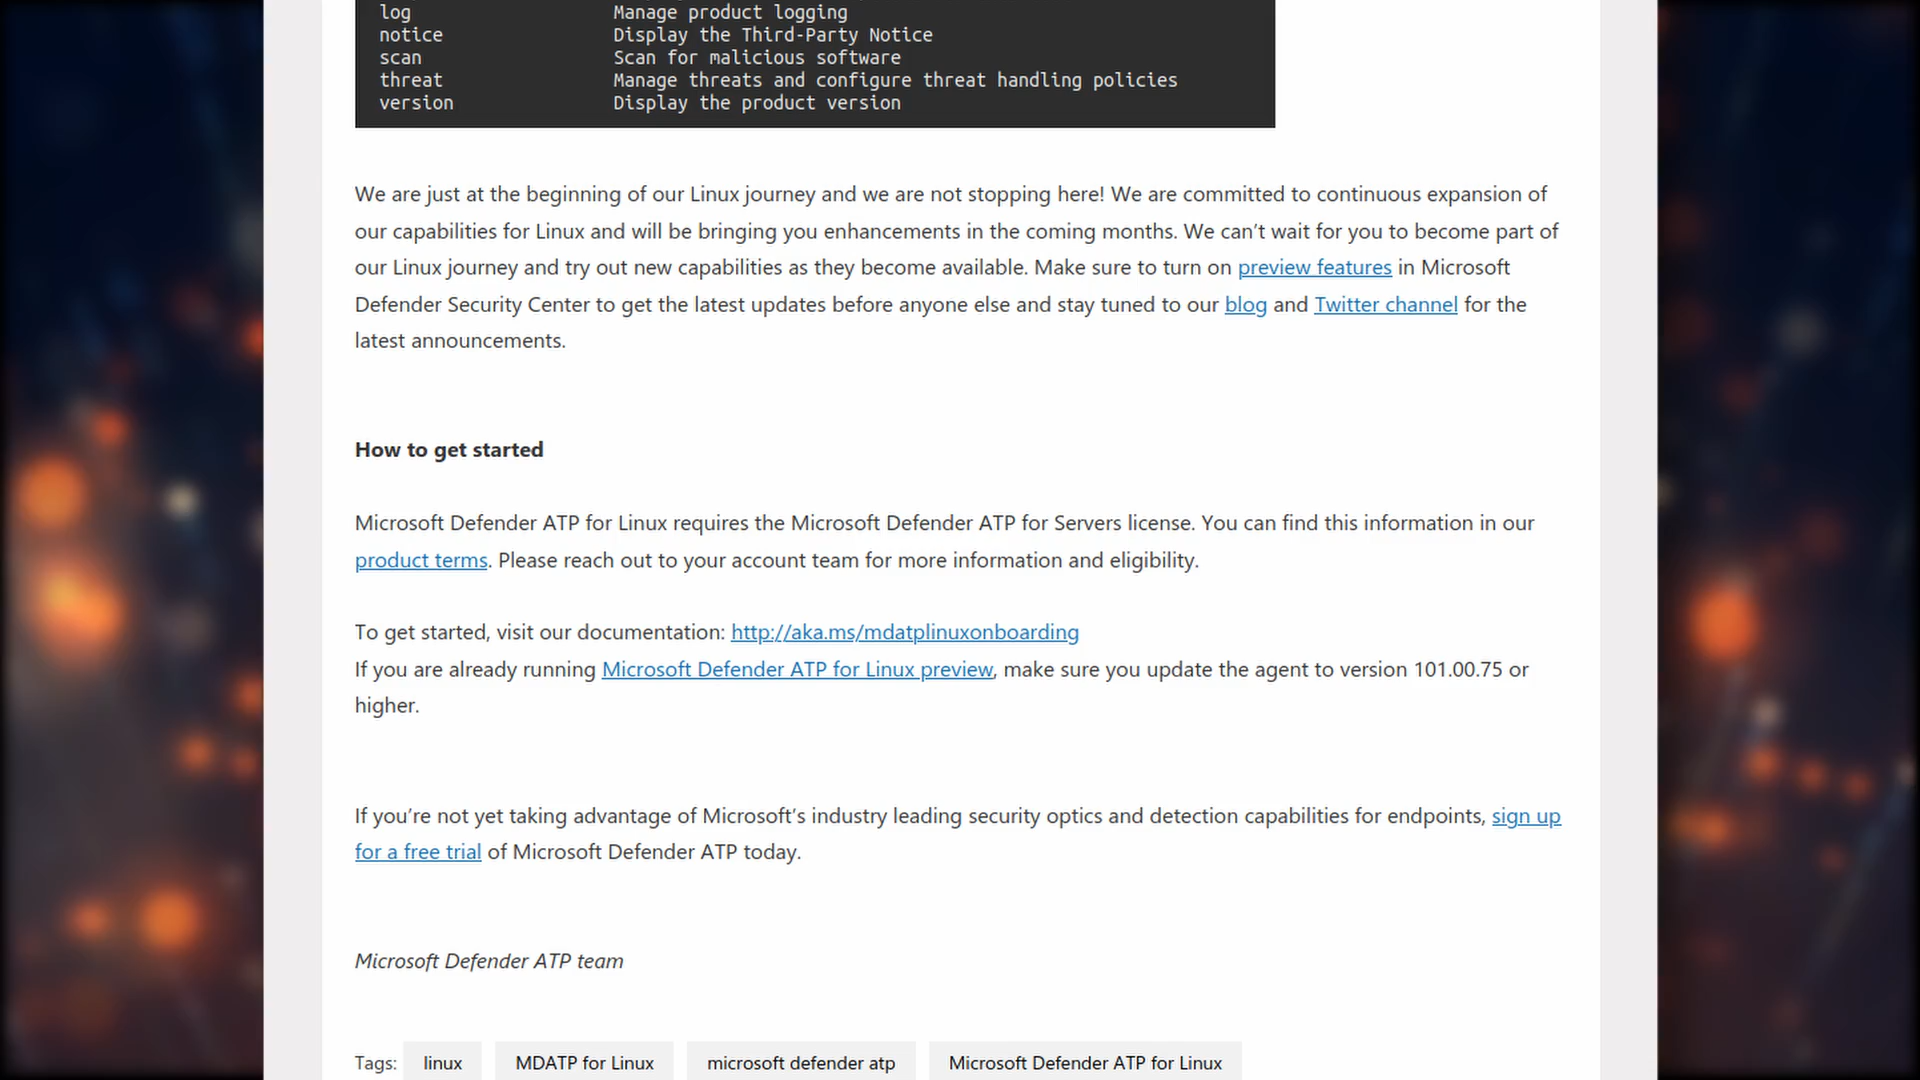 log Manage product logging
notice Display the Third-Party Notice
scan Scan for malicious software
threat Manage threats and configure threat handling policies
version Display the product version
We are just at the beginning of our Linux journey and we are not stopping here! We are committed to continuous expansion of
our capabilities for Linux and will be bringing you enhancements in the coming months. We can’t wait for you to become part of
our Linux journey and try out new capabilities as they become available. Make sure to turn on preview features in Microsoft
Defender Security Center to get the latest updates before anyone else and stay tuned to our blog and Twitter channel for the
latest announcements.
How to get started
Microsoft Defender ATP for Linux requires the Microsoft Defender ATP for Servers license. You can find this information in our
product terms. Please reach out to your account team for more information and eligibility.
To get started, visit our documentation: http://aka.ms/mdatplinuxonboarding
If you are already running Microsoft Defender ATP for Linux preview, make sure you update the agent to version 101.00.75 or
higher.
If you’re not yet taking advantage of Microsoft’s industry leading security optics and detection capabilities for endpoints, sign up
for a free trial of Microsoft Defender ATP today.
Microsoft Defender ATP team
Tags: linux MDATP for Linux microsoft defender atp Microsoft Defender ATP for Linux